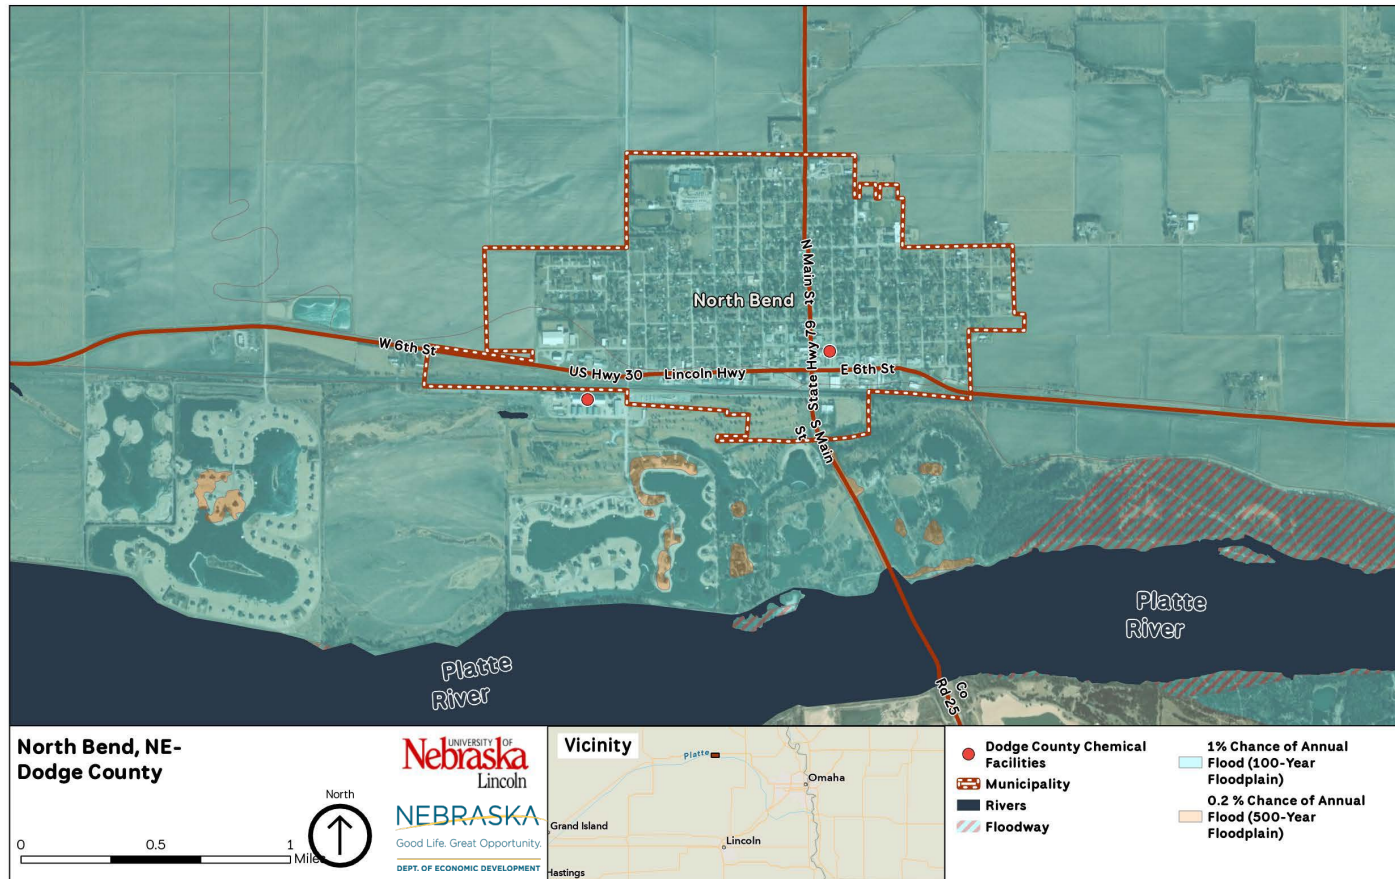 North Bend
N Main St
State Hwy 79
S Main
St
W 6th St
US Hwy 30
Lincoln Hwy
E 6th St
Platte
River
Platte
River
Co
Rd 25
North Bend, NE-
Dodge County
0
0.5
1
Miles
North
UNIVERSITY OF
Nebraska
Lincoln
NEBRASKA
Good Life. Great Opportunity.
DEPT. OF ECONOMIC DEVELOPMENT
Vicinity
Platte
Omaha
Grand Island
Lincoln
Hastings
Dodge County Chemical
Facilities
Municipality
Rivers
Floodway
1% Chance of Annual
Flood (100-Year
Floodplain)
0.2 % Chance of Annual
Flood (500-Year
Floodplain)